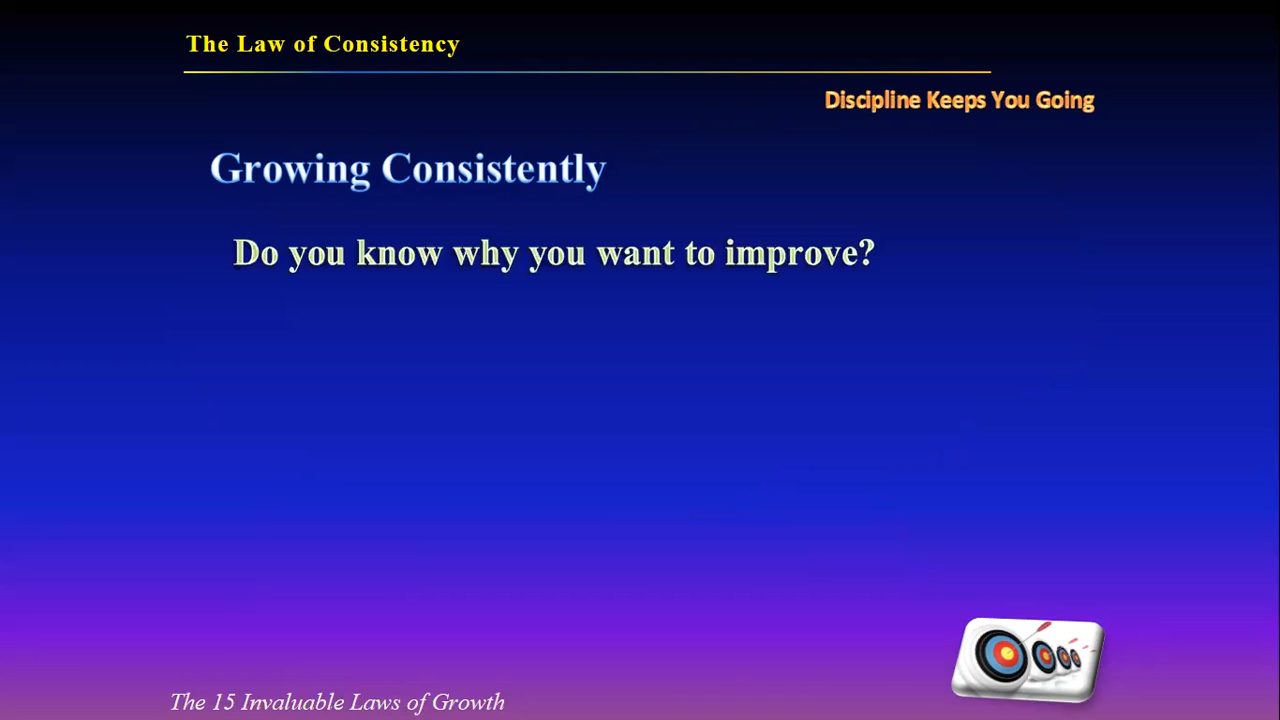 The Law of Consistency
Discipline Keeps You Going
Growing Consistently
Do you know why you want to improve?
The 15 Invaluable Laws of Growth